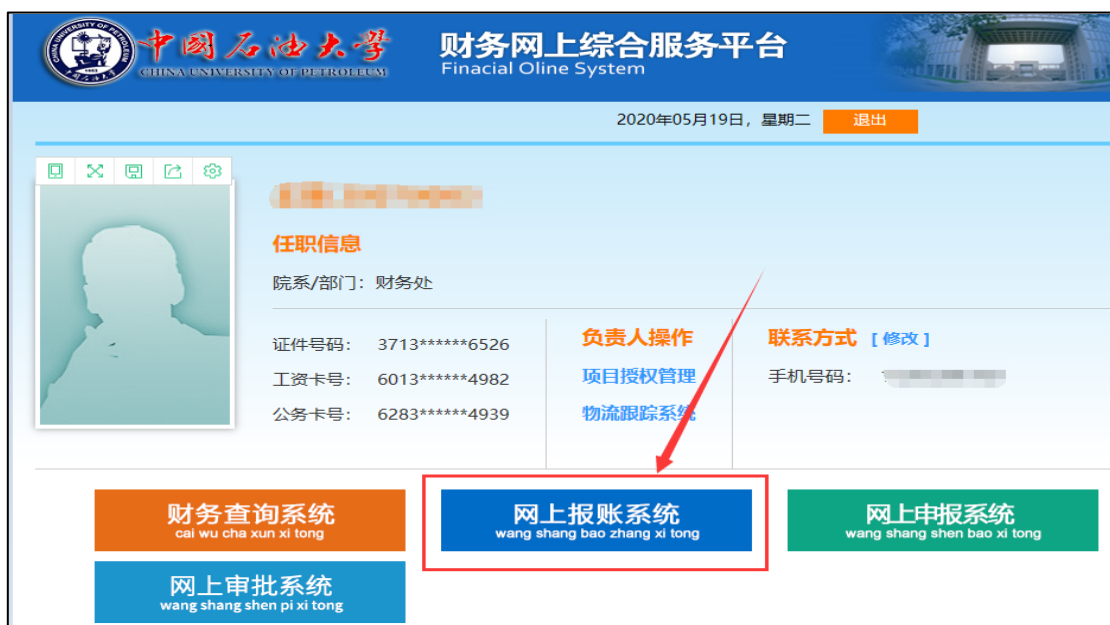 中國石油大学
CHINA UNIVERSITY OF PETROLEUM
财务网上综合服务平台
Finacial Oline System
2020年05月19日，星期二
退出
任职信息
院系/部门：财务处
证件号码： 3713******6526
工资卡号： 6013******4982
公务卡号： 6283******4939
负责人操作
项目授权管理
物流跟踪系统
联系方式 [修改]
手机号码：
财务查询系统
cai wu cha xun xi tong
网上报账系统
wang shang bao zhang xi tong
网上申报系统
wang shang shen bao xi tong
网上审批系统
wang shang shen pi xi tong